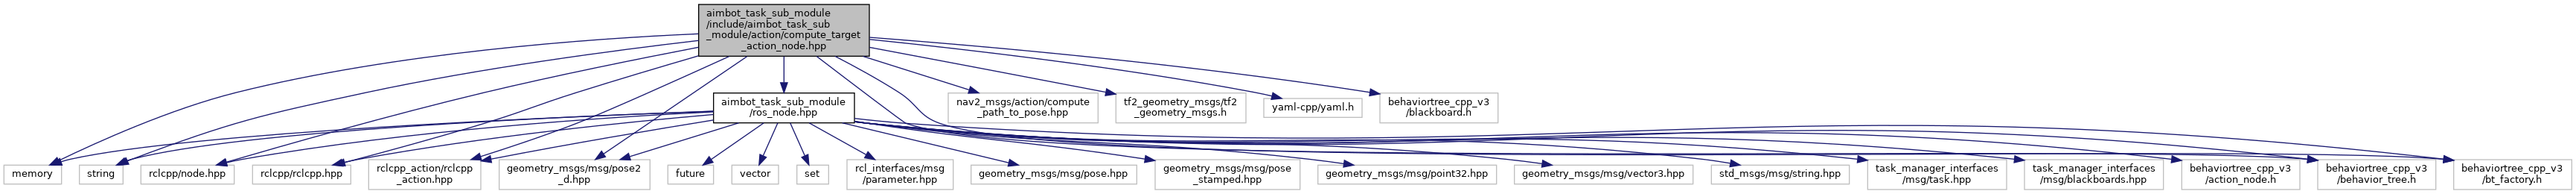 aimbot_task_sub_module
/include/aimbot_task_sub
_module/action/compute_target
_action_node.hpp
aimbot_task_sub_module
/ros_node.hpp
nav2_msgs/action/compute
_path_to_pose.hpp
tf2_geometry_msgs/tf2
_geometry_msgs.h
yaml-cpp/yaml.h
behaviortree_cpp_v3
/blackboard.h
memory
string
rclcpp/node.hpp
rclcpp/rclcpp.hpp
rclcpp_action/rclcpp
_action.hpp
geometry_msgs/msg/pose2
_d.hpp
future
vector
set
rcl_interfaces/msg
/parameter.hpp
geometry_msgs/msg/pose.hpp
geometry_msgs/msg/pose
_stamped.hpp
geometry_msgs/msg/point32.hpp
geometry_msgs/msg/vector3.hpp
std_msgs/msg/string.hpp
task_manager_interfaces
/msg/task.hpp
task_manager_interfaces
/msg/blackboards.hpp
behaviortree_cpp_v3
/action_node.h
behaviortree_cpp_v3
/behavior_tree.h
behaviortree_cpp_v3
/bt_factory.h